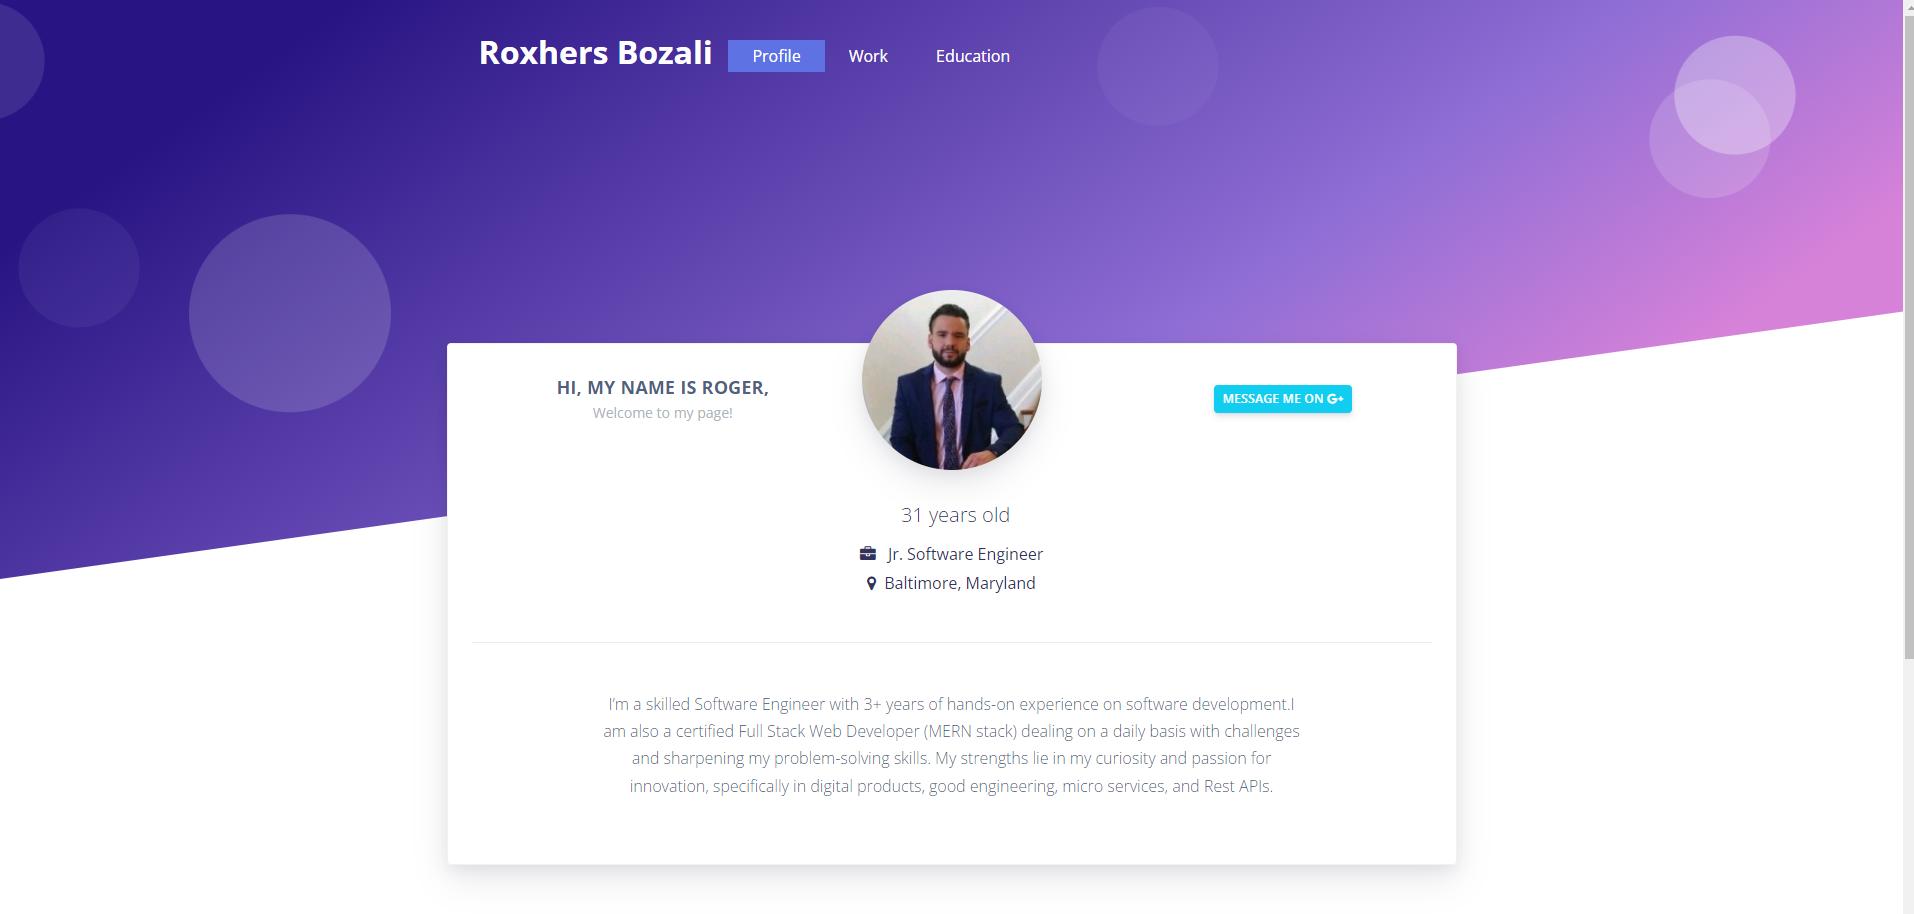 Roxhers Bozali Profile Work Education
HI, MY NAME IS ROGER,
Welcome to my page!
MESSAGE ME ON G+
31 years old
Jr. Software Engineer
Baltimore, Maryland
I’m a skilled Software Engineer with 3+ years of hands-on experience on software development.I
am also a certified Full Stack Web Developer (MERN stack) dealing on a daily basis with challenges
and sharpening my problem-solving skills. My strengths lie in my curiosity and passion for
innovation, specifically in digital products, good engineering, micro services, and Rest APIs.